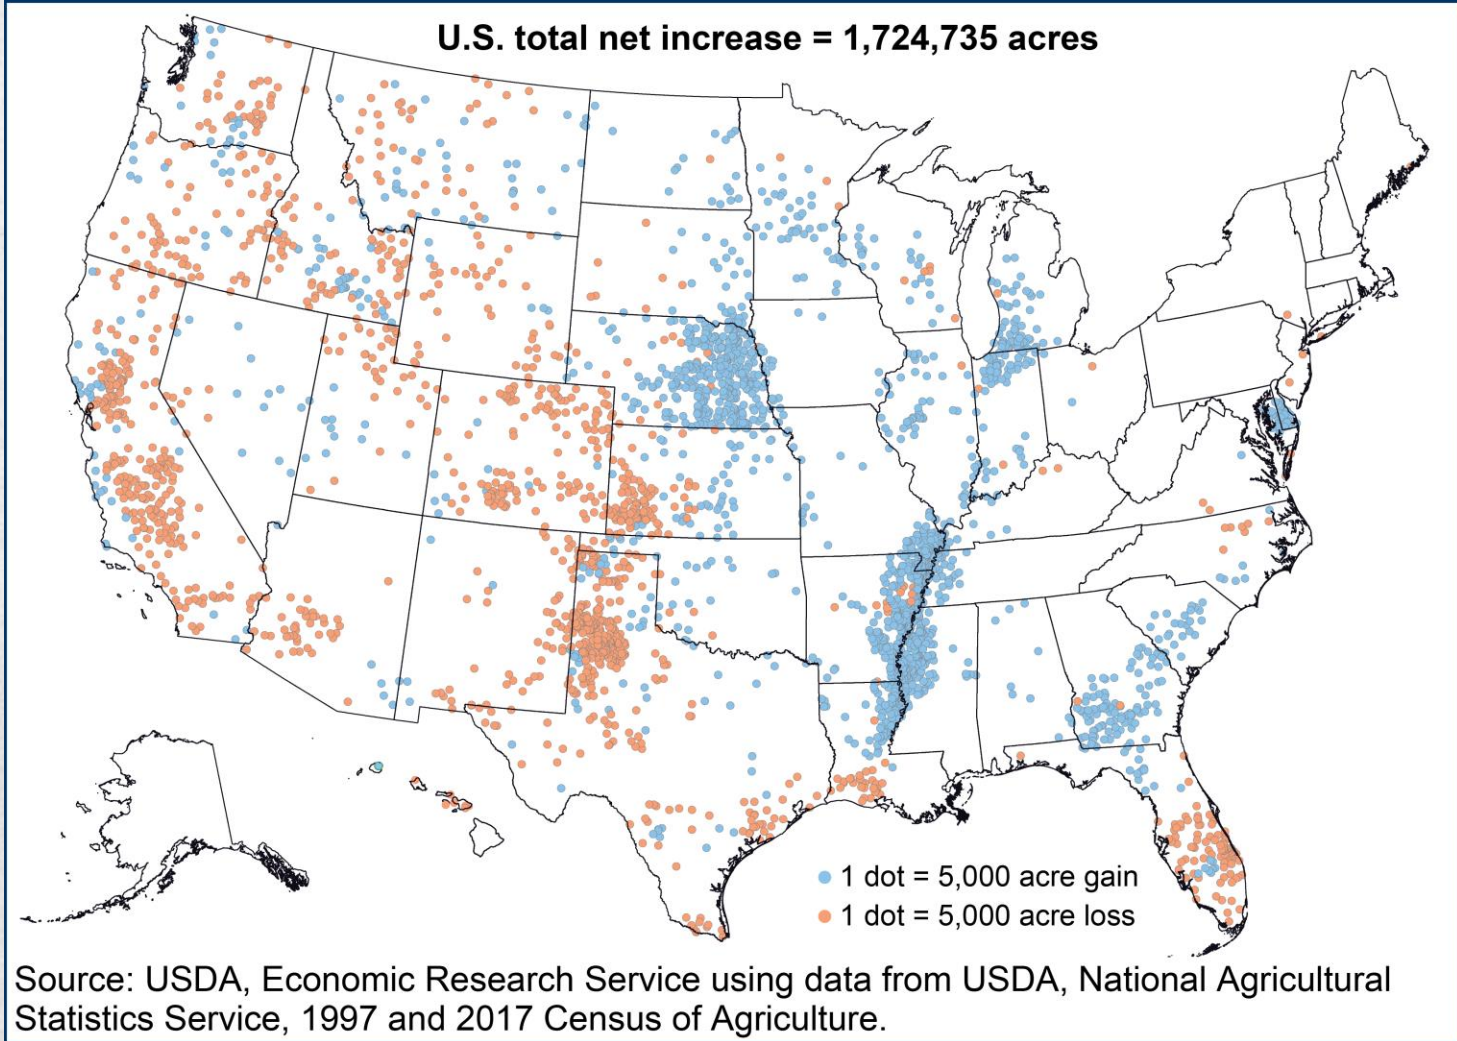 U.S. total net increase = 1,724,735 acres
1 dot = 5,000 acre gain
1 dot = 5,000 acre loss
Source: USDA, Economic Research Service using data from USDA, National Agricultural
Statistics Service, 1997 and 2017 Census of Agriculture.